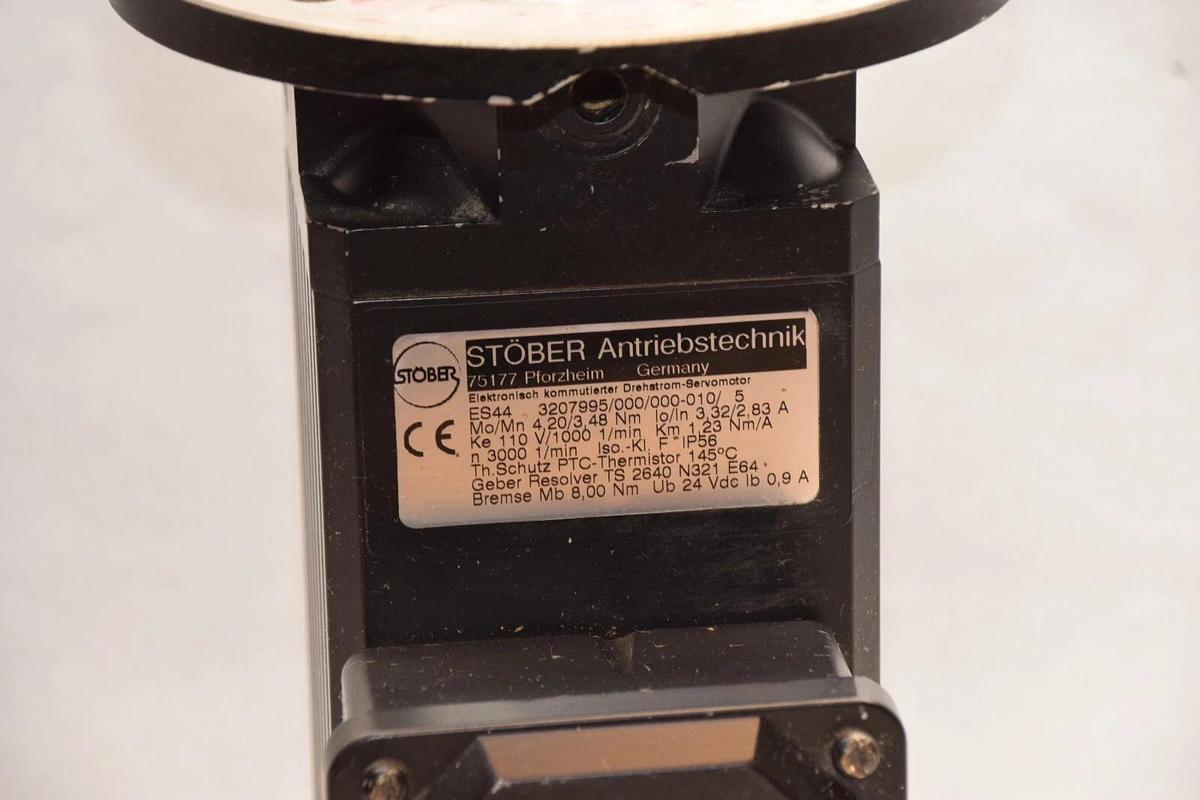 STÖBER
STÖBER Antriebstechnik
75177 Pforzheim Germany
Elektronisch kommutierter Drehstrom-Servomotor
ES44 3207995/000/000-010/ 5
Mo/Mn 4,20/3,48 Nm Io/In 3,32/2,83 A
Ke 110 V/1000 1/min Km 1,23 Nm/A
n 3000 1/min Iso.-Kl. F IP56
Th.Schutz PTC-Thermistor 145°C
Geber Resolver TS 2640 N321 E64
Bremse Mb 8,00 Nm Ub 24 Vdc Ib 0,9 A
CE